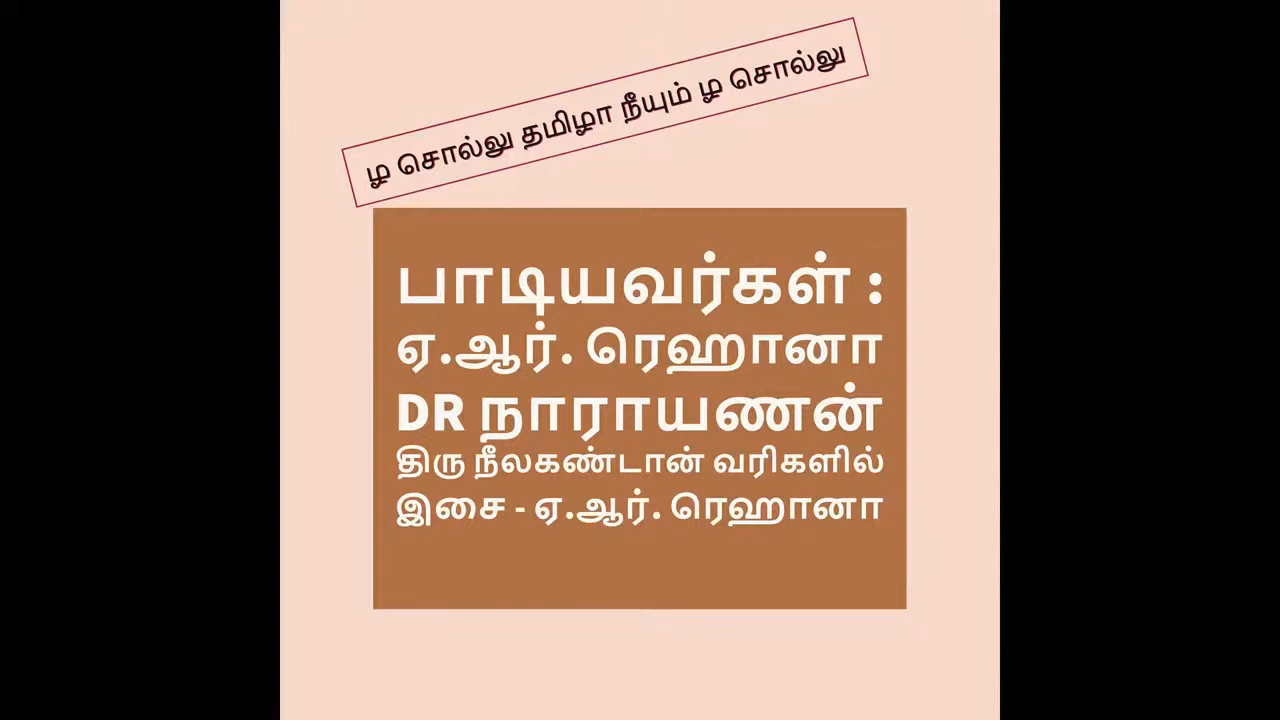 ழ சொல்லு தமிழா நீயும் ழ சொல்லு
பாடியவர்கள் :
ஏ.ஆர். ரெஹானா
DR நாராயணன்
திரு நீலகண்டான் வரிகளில்
இசை - ஏ.ஆர். ரெஹானா